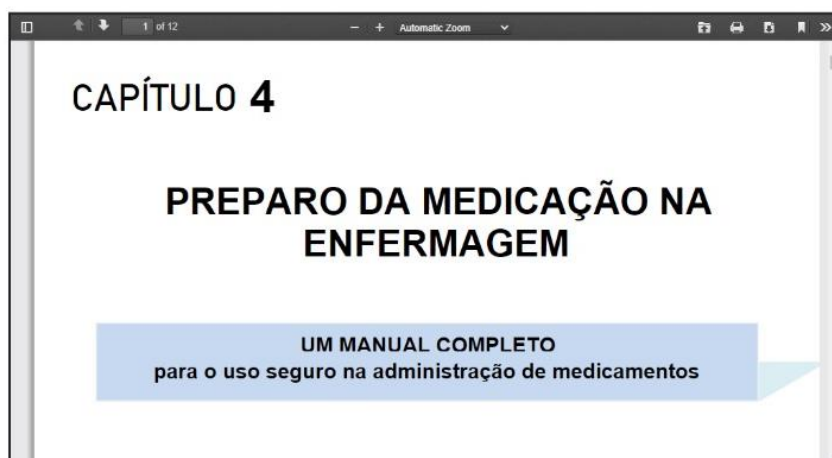 1 of 12
− + Automatic Zoom
CAPÍTULO 4
PREPARO DA MEDICAÇÃO NA
ENFERMAGEM
UM MANUAL COMPLETO
para o uso seguro na administração de medicamentos